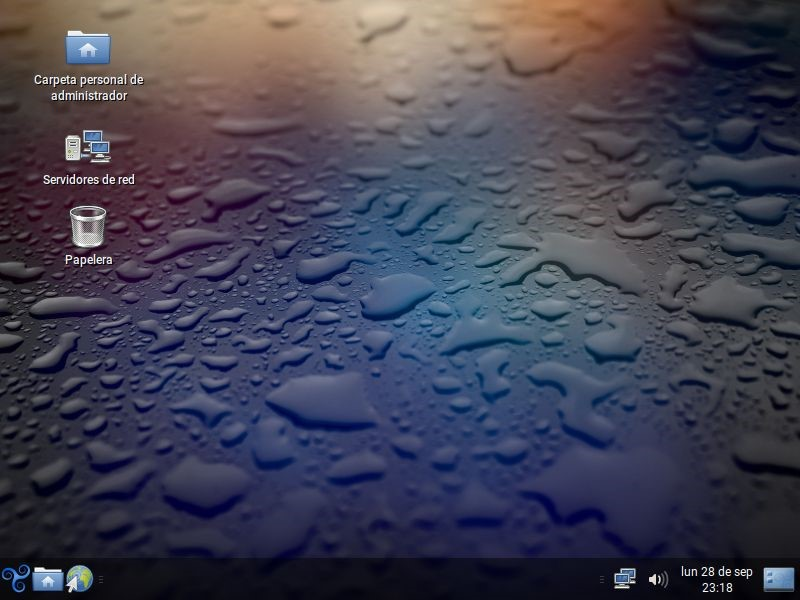 Carpeta personal de
administrador
Servidores de red
Papelera
lun 28 de sep
23:18